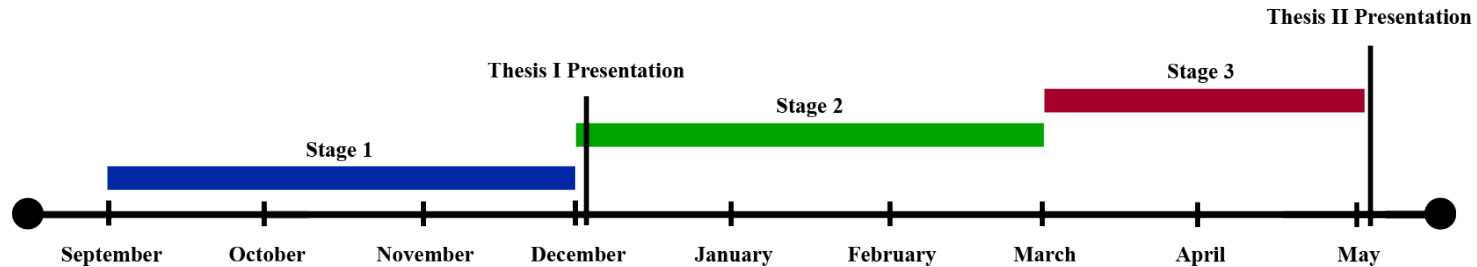 Thesis II Presentation
Thesis I Presentation
Stage 3
Stage 2
Stage 1
September October November December January February March April May